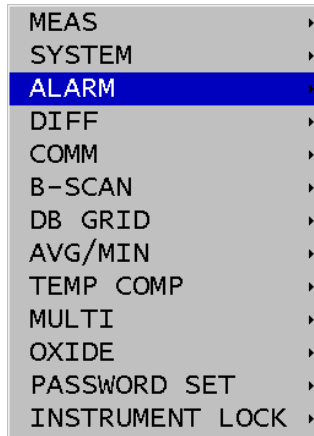 MEAS
SYSTEM
ALARM
DIFF
COMM
B-SCAN
DB GRID
AVG/MIN
TEMP COMP
MULTI
OXIDE
PASSWORD SET
INSTRUMENT LOCK